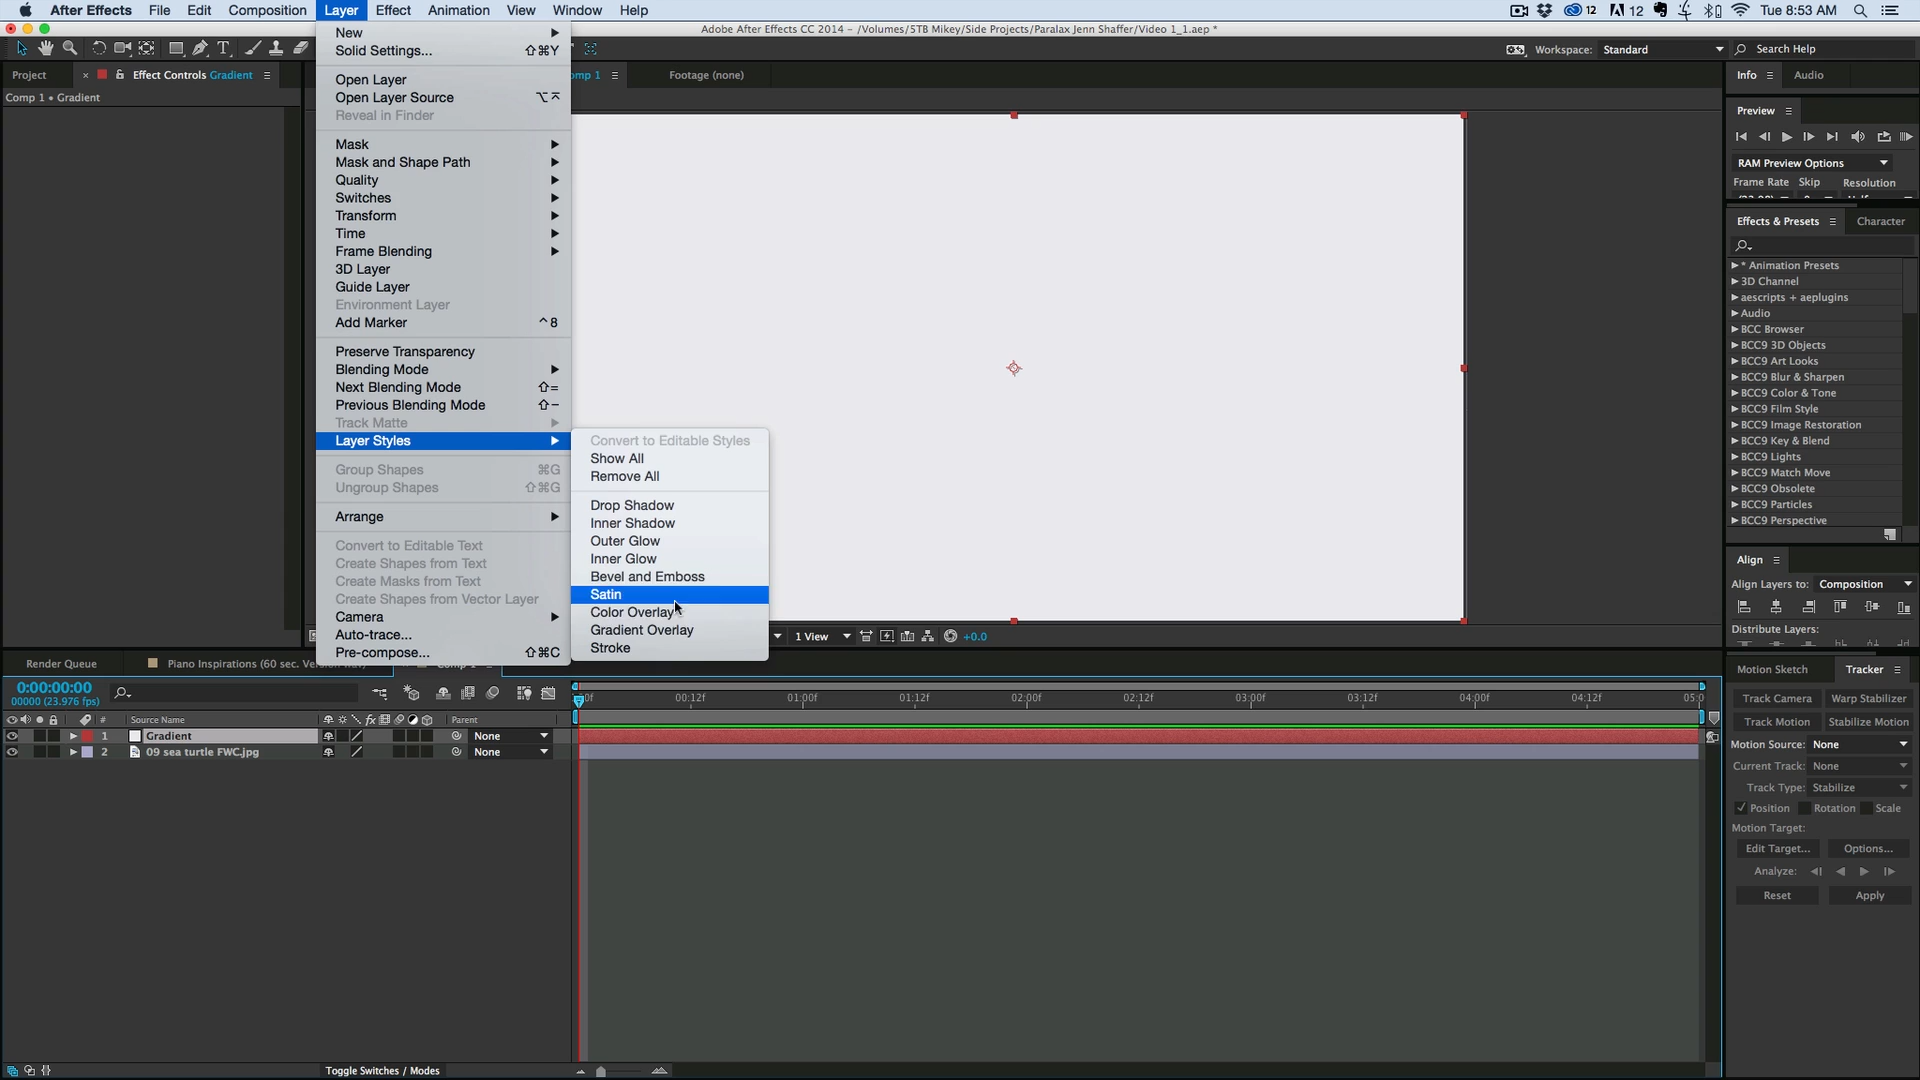 After Effects File Edit Composition Layer Effect Animation View Window Help
12 12 Tue 8:53 AM
Adobe After Effects CC 2014 – /Volumes/5TB Mikey/Side Projects/Paralax Jenn Shaffer/Video 1_1.aep *
Workspace: Standard Search Help
Project Effect Controls Gradient
omp 1 Footage (none)
Info Audio
Comp 1 • Gradient
New
Solid Settings... ⇧⌘Y
Open Layer
Open Layer Source
Reveal in Finder
Mask
Mask and Shape Path
Quality
Switches
Transform
Time
Frame Blending
3D Layer
Guide Layer
Environment Layer
Add Marker ^8
Preserve Transparency
Blending Mode
Next Blending Mode ⇧=
Previous Blending Mode ⇧–
Track Matte
Layer Styles
Group Shapes ⌘G
Ungroup Shapes ⇧⌘G
Arrange
Convert to Editable Text
Create Shapes from Text
Create Masks from Text
Create Shapes from Vector Layer
Camera
Auto-trace...
Pre-compose... ⇧⌘C
Convert to Editable Styles
Show All
Remove All
Drop Shadow
Inner Shadow
Outer Glow
Inner Glow
Bevel and Emboss
Satin
Color Overlay
Gradient Overlay
Stroke
1 View +0.0
Preview
RAM Preview Options
Frame Rate Skip Resolution
Effects & Presets Character
* Animation Presets
3D Channel
aescripts + aeplugins
Audio
BCC Browser
BCC9 3D Objects
BCC9 Art Looks
BCC9 Blur & Sharpen
BCC9 Color & Tone
BCC9 Film Style
BCC9 Image Restoration
BCC9 Key & Blend
BCC9 Lights
BCC9 Match Move
BCC9 Obsolete
BCC9 Particles
BCC9 Perspective
Align
Align Layers to: Composition
Distribute Layers:
Render Queue Piano Inspirations (60 sec. Version
0:00:00:00
00000 (23.976 fps)
# Source Name Parent
1 Gradient None
2 09 sea turtle FWC.jpg None
0f 00:12f 01:00f 01:12f 02:00f 02:12f 03:00f 03:12f 04:00f 04:12f 05:0
Toggle Switches / Modes
Motion Sketch Tracker
Track Camera Warp Stabilizer
Track Motion Stabilize Motion
Motion Source: None
Current Track: None
Track Type: Stabilize
Position Rotation Scale
Motion Target:
Edit Target... Options...
Analyze:
Reset Apply